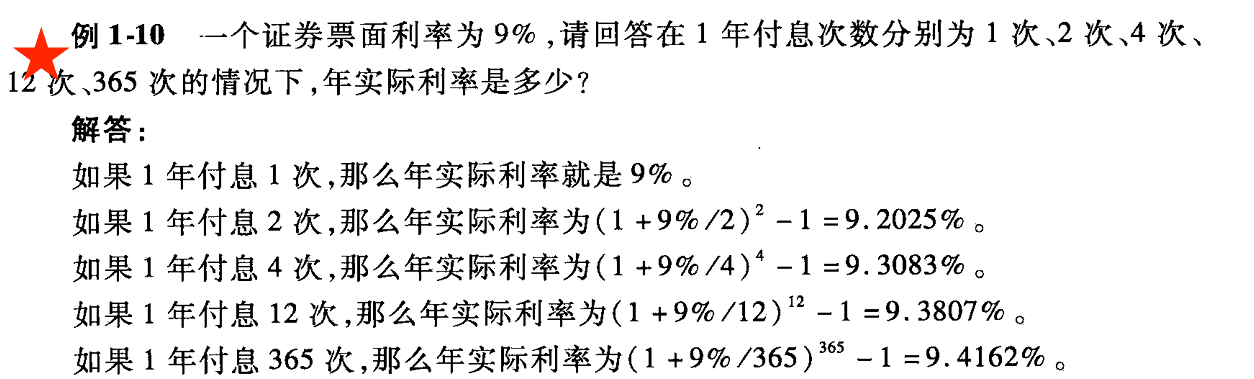 例 1-10 一个证券票面利率为 9%,请回答在 1 年付息次数分别为 1 次、2 次、4 次、
12 次、365 次的情况下,年实际利率是多少?
解答:
如果 1 年付息 1 次,那么年实际利率就是 9%。
如果 1 年付息 2 次,那么年实际利率为(1+9%/2)² -1=9.2025%。
如果 1 年付息 4 次,那么年实际利率为(1+9%/4)⁴ -1=9.3083%。
如果 1 年付息 12 次,那么年实际利率为(1+9%/12)¹² -1=9.3807%。
如果 1 年付息 365 次,那么年实际利率为(1+9%/365)³⁶⁵ -1=9.4162%。